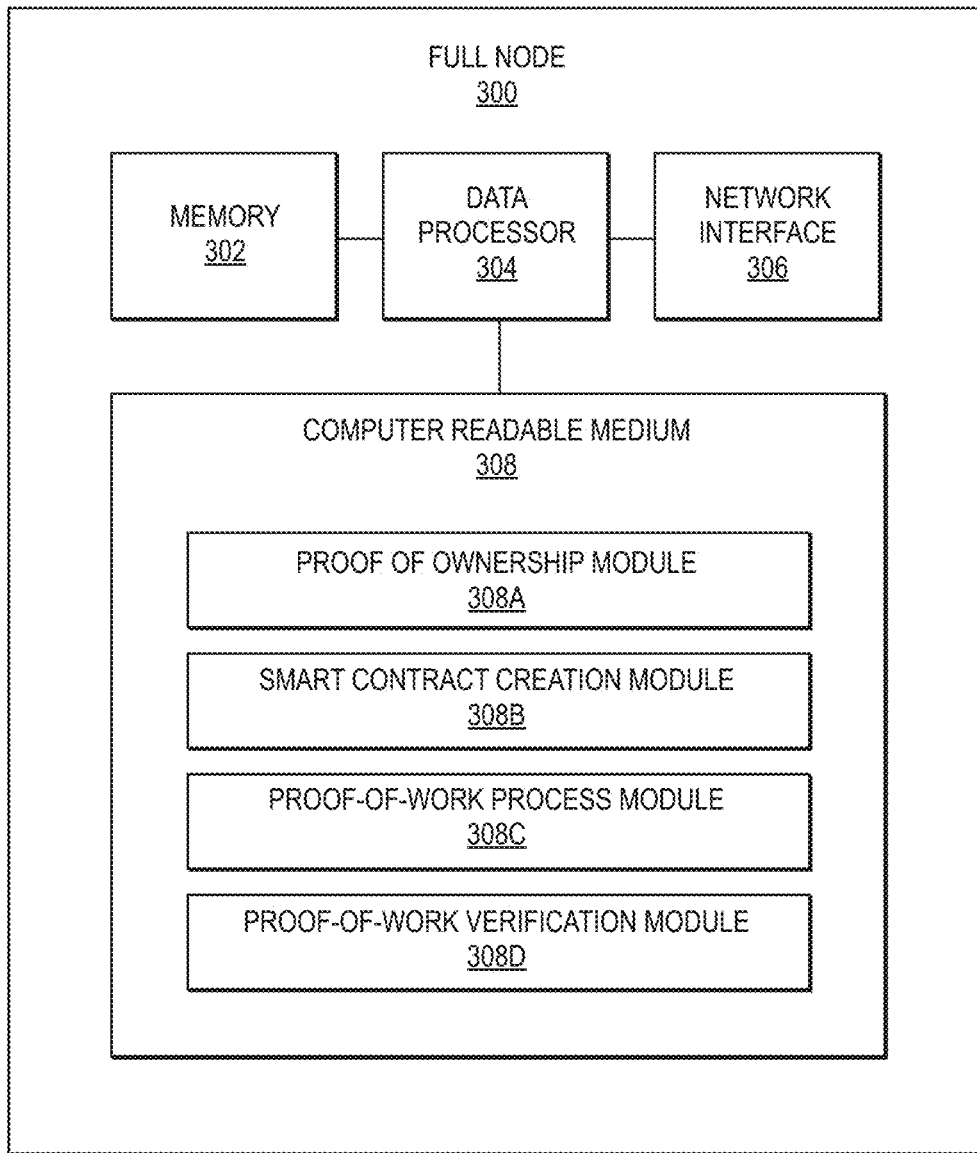 FULL NODE
300
MEMORY
302
DATA
PROCESSOR
304
NETWORK
INTERFACE
306
COMPUTER READABLE MEDIUM
308
PROOF OF OWNERSHIP MODULE
308A
SMART CONTRACT CREATION MODULE
308B
PROOF-OF-WORK PROCESS MODULE
308C
PROOF-OF-WORK VERIFICATION MODULE
308D